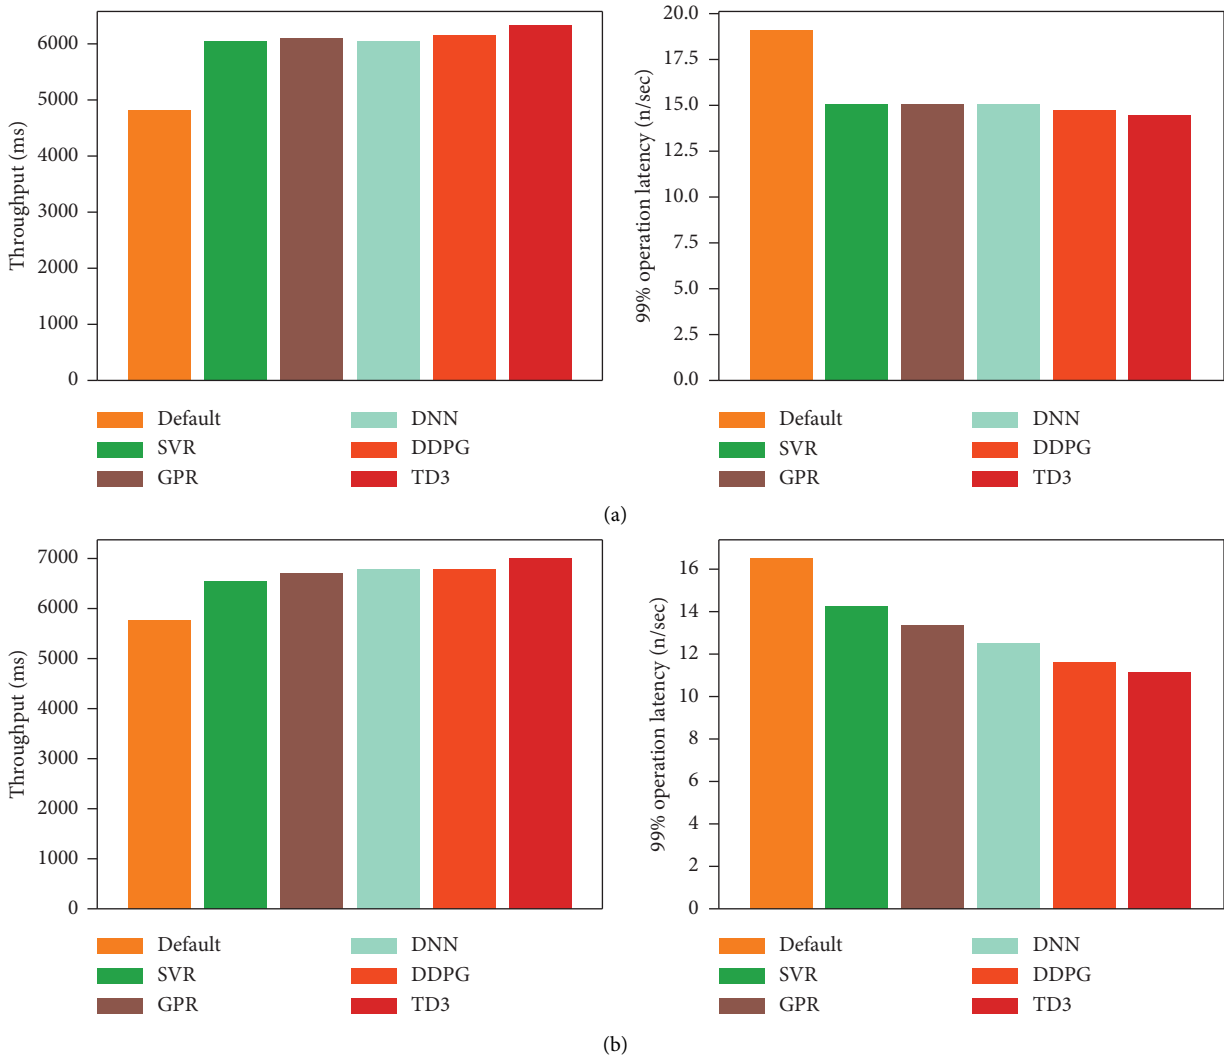 Throughput (ms)
6000
5000
4000
3000
2000
1000
0
99% operation latency (n/sec)
20.0
17.5
15.0
12.5
10.0
7.5
5.0
2.5
0.0
Default
SVR
GPR
DNN
DDPG
TD3
Default
SVR
GPR
DNN
DDPG
TD3
(a)
Throughput (ms)
7000
6000
5000
4000
3000
2000
1000
0
99% operation latency (n/sec)
16
14
12
10
8
6
4
2
0
Default
SVR
GPR
DNN
DDPG
TD3
Default
SVR
GPR
DNN
DDPG
TD3
(b)